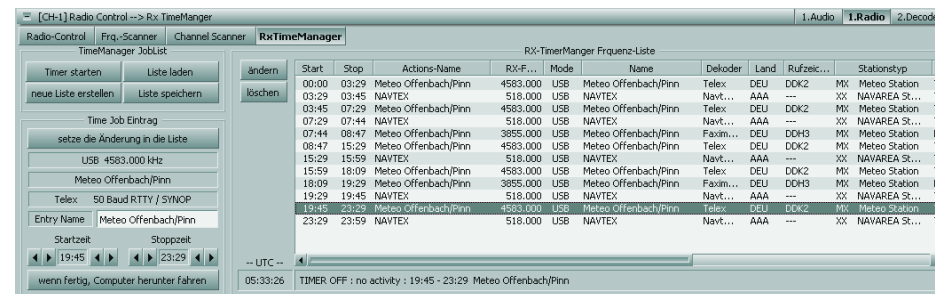 [CH-1] Radio Control --> Rx TimeManger
1.Audio 1.Radio 2.Decode
Radio-Control Frq.-Scanner Channel Scanner RxTimeManager
TimeManager JobList
RX-TimerManger Frquenz-Liste
Timer starten Liste laden
neue Liste erstellen Liste speichern
Time Job Eintrag
setze die Änderung in die Liste
USB 4583.000 kHz
Meteo Offenbach/Pinn
Telex 50 Baud RTTY / SYNOP
Entry Name Meteo Offenbach/Pinn
Startzeit Stoppzeit
19:45 23:29
wenn fertig, Computer herunter fahren
ändern
löschen
-- UTC --
05:33:26
Start Stop Actions-Name RX-F... Mode Name Dekoder Land Rufzeic... Stationstyp
00:00 03:29 Meteo Offenbach/Pinn 4583.000 USB Meteo Offenbach/Pinn Telex DEU DDK2 MX Meteo Station
03:29 03:45 NAVTEX 518.000 USB NAVTEX Navt... AAA --- XX NAVAREA St...
03:45 07:29 Meteo Offenbach/Pinn 4583.000 USB Meteo Offenbach/Pinn Telex DEU DDK2 MX Meteo Station
07:29 07:44 NAVTEX 518.000 USB NAVTEX Navt... AAA --- XX NAVAREA St...
07:44 08:47 Meteo Offenbach/Pinn 3855.000 USB Meteo Offenbach/Pinn Faxim... DEU DDH3 MX Meteo Station
08:47 15:29 Meteo Offenbach/Pinn 4583.000 USB Meteo Offenbach/Pinn Telex DEU DDK2 MX Meteo Station
15:29 15:59 NAVTEX 518.000 USB NAVTEX Navt... AAA --- XX NAVAREA St...
15:59 18:09 Meteo Offenbach/Pinn 4583.000 USB Meteo Offenbach/Pinn Telex DEU DDK2 MX Meteo Station
18:09 19:29 Meteo Offenbach/Pinn 3855.000 USB Meteo Offenbach/Pinn Faxim... DEU DDH3 MX Meteo Station
19:29 19:45 NAVTEX 518.000 USB NAVTEX Navt... AAA --- XX NAVAREA St...
19:45 23:29 Meteo Offenbach/Pinn 4583.000 USB Meteo Offenbach/Pinn Telex DEU DDK2 MX Meteo Station
23:29 23:59 NAVTEX 518.000 USB NAVTEX Navt... AAA --- XX NAVAREA St...
TIMER OFF : no activity : 19:45 - 23:29 Meteo Offenbach/Pinn